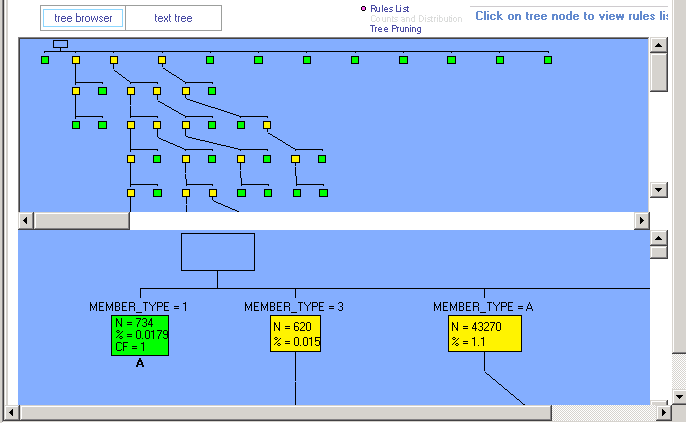 tree browser
text tree
Rules List
Counts and Distribution
Tree Pruning
Click on tree node to view rules lis
MEMBER_TYPE = 1
MEMBER_TYPE = 3
MEMBER_TYPE = A
N = 734
% = 0.0179
CF = 1
A
N = 620
% = 0.015
N = 43270
% = 1.1